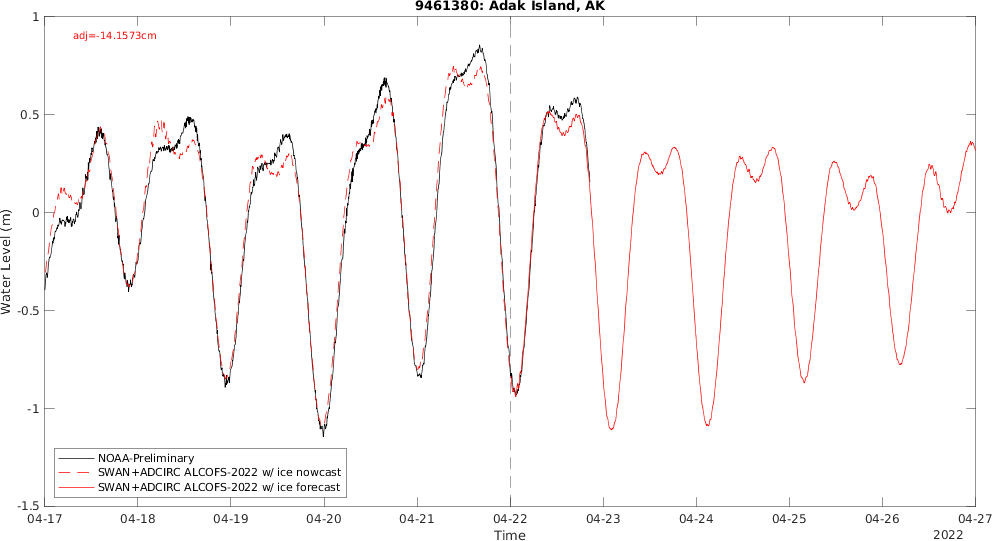 9461380: Adak Island, AK
adj=-14.1573cm
1
0.5
0
-0.5
-1
-1.5
Water Level (m)
NOAA-Preliminary
SWAN+ADCIRC ALCOFS-2022 w/ ice nowcast
SWAN+ADCIRC ALCOFS-2022 w/ ice forecast
04-17 04-18 04-19 04-20 04-21 04-22 04-23 04-24 04-25 04-26 04-27
Time
2022